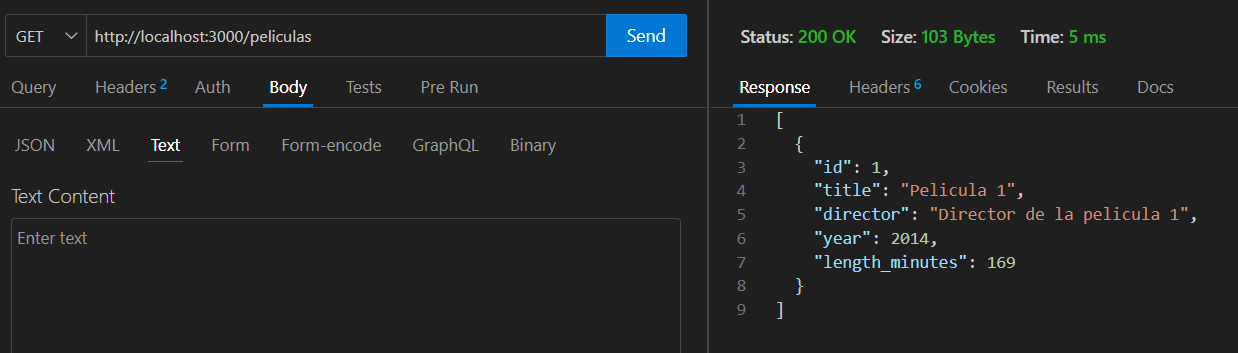 GET http://localhost:3000/peliculas Send
Query Headers 2 Auth Body Tests Pre Run
JSON XML Text Form Form-encode GraphQL Binary
Text Content
Enter text
Status: 200 OK Size: 103 Bytes Time: 5 ms
Response Headers 6 Cookies Results Docs
1 [
2 {
3 "id": 1,
4 "title": "Pelicula 1",
5 "director": "Director de la pelicula 1",
6 "year": 2014,
7 "length_minutes": 169
8 }
9 ]